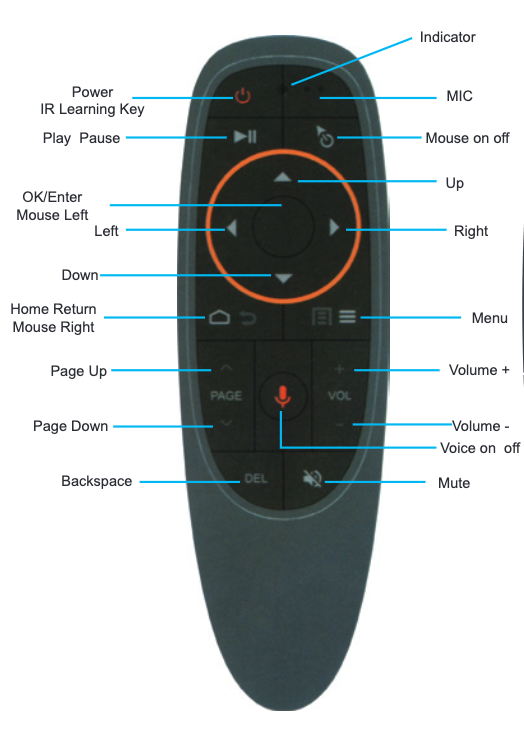 Indicator
Power
IR Learning Key
MIC
Play Pause
Mouse on off
Up
OK/Enter
Mouse Left
Left
Right
Down
Home Return
Mouse Right
Menu
Page Up
Volume +
PAGE
VOL
Page Down
Volume -
Voice on off
Backspace
DEL
Mute